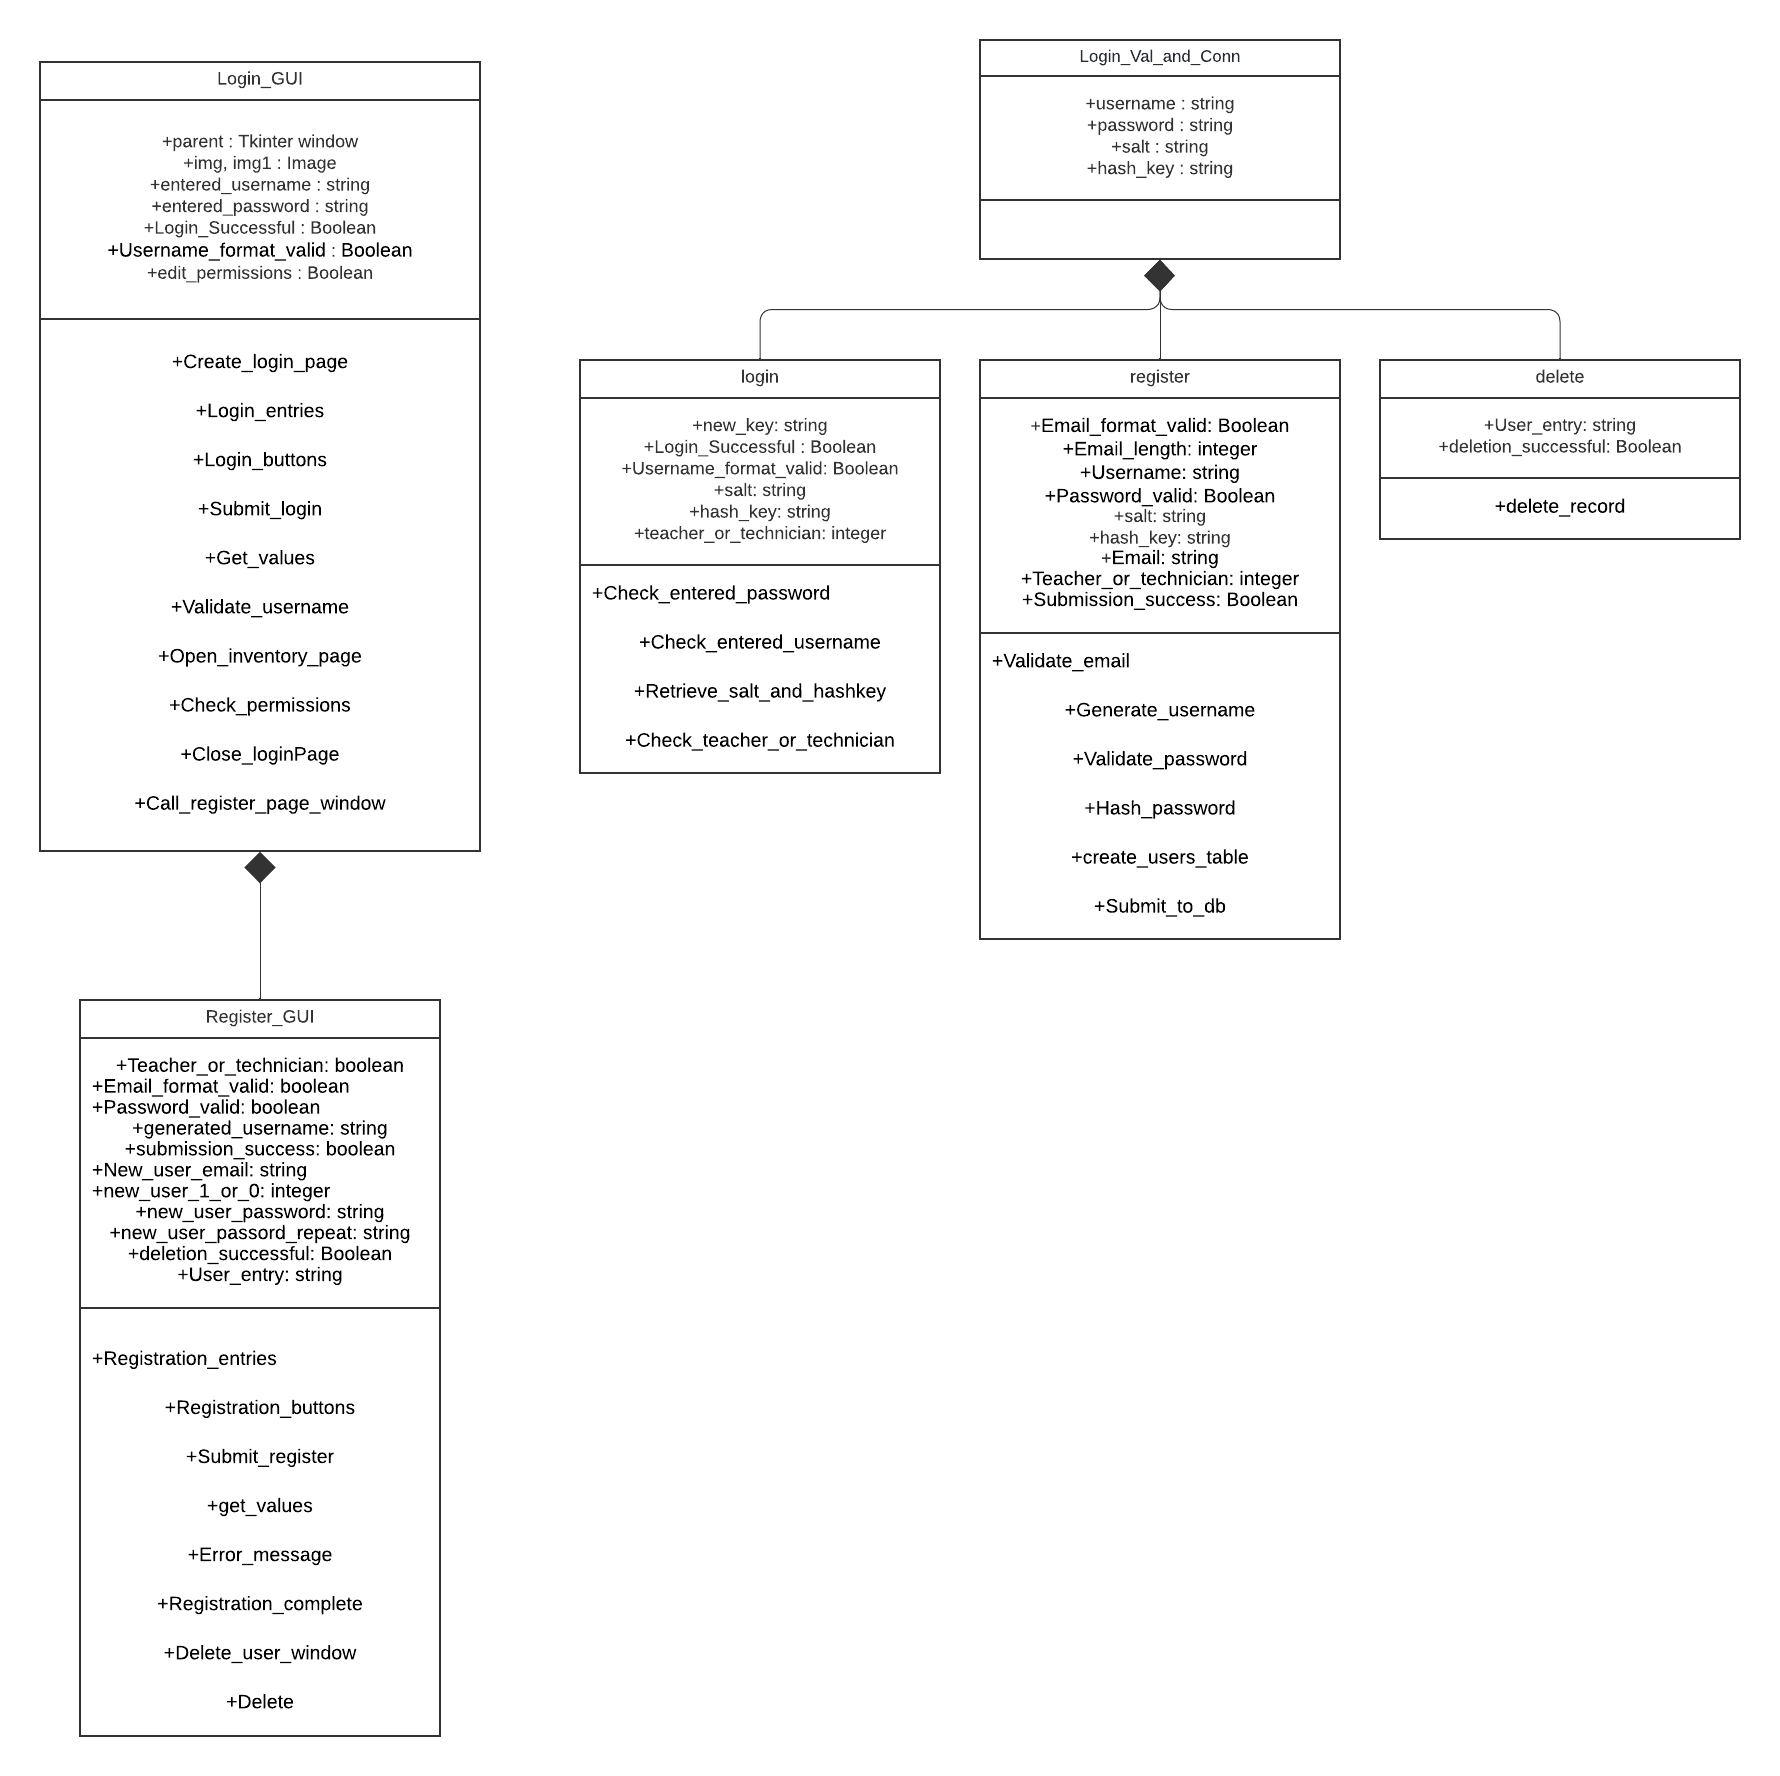 Login_GUI
+parent : Tkinter window
+img, img1 : Image
+entered_username : string
+entered_password : string
+Login_Successful : Boolean
+Username_format_valid : Boolean
+edit_permissions : Boolean
+Create_login_page
+Login_entries
+Login_buttons
+Submit_login
+Get_values
+Validate_username
+Open_inventory_page
+Check_permissions
+Close_loginPage
+Call_register_page_window
Register_GUI
+Teacher_or_technician: boolean
+Email_format_valid: boolean
+Password_valid: boolean
+generated_username: string
+submission_success: boolean
+New_user_email: string
+new_user_1_or_0: integer
+new_user_password: string
+new_user_passord_repeat: string
+deletion_successful: Boolean
+User_entry: string
+Registration_entries
+Registration_buttons
+Submit_register
+get_values
+Error_message
+Registration_complete
+Delete_user_window
+Delete
Login_Val_and_Conn
+username : string
+password : string
+salt : string
+hash_key : string
login
+new_key: string
+Login_Successful : Boolean
+Username_format_valid: Boolean
+salt: string
+hash_key: string
+teacher_or_technician: integer
+Check_entered_password
+Check_entered_username
+Retrieve_salt_and_hashkey
+Check_teacher_or_technician
register
+Email_format_valid: Boolean
+Email_length: integer
+Username: string
+Password_valid: Boolean
+salt: string
+hash_key: string
+Email: string
+Teacher_or_technician: integer
+Submission_success: Boolean
+Validate_email
+Generate_username
+Validate_password
+Hash_password
+create_users_table
+Submit_to_db
delete
+User_entry: string
+deletion_successful: Boolean
+delete_record